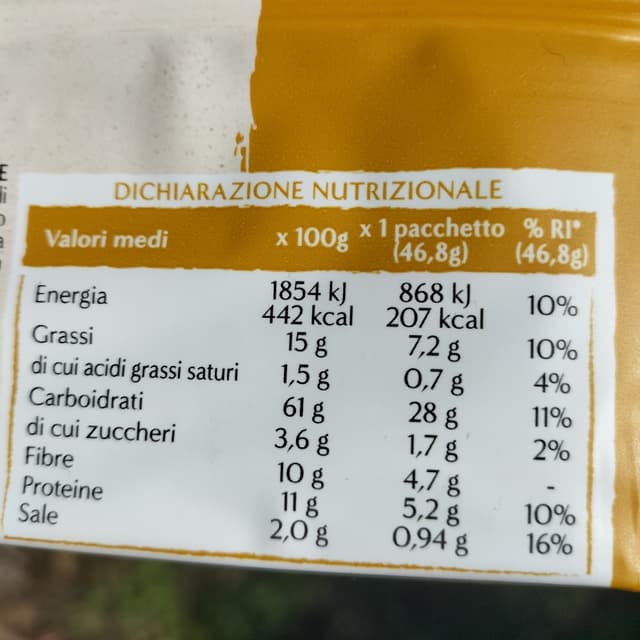 DICHIARAZIONE NUTRIZIONALE
Valori medi x 100g x 1 pacchetto (46,8g) % RI* (46,8g)
Energia 1854 kJ 868 kJ 10%
442 kcal 207 kcal
Grassi 15 g 7,2 g 10%
di cui acidi grassi saturi 1,5 g 0,7 g 4%
Carboidrati 61 g 28 g 11%
di cui zuccheri 3,6 g 1,7 g 2%
Fibre 10 g 4,7 g -
Proteine 11 g 5,2 g 10%
Sale 2,0 g 0,94 g 16%